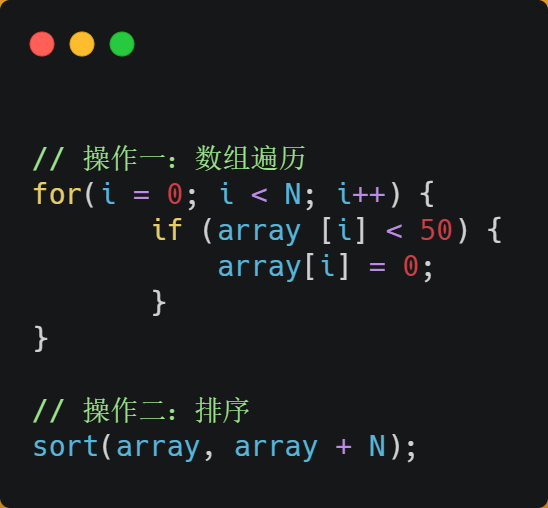 // 操作一：数组遍历
for(i = 0; i < N; i++) {
       if (array [i] < 50) {
           array[i] = 0;
       }
}
// 操作二：排序
sort(array, array + N);